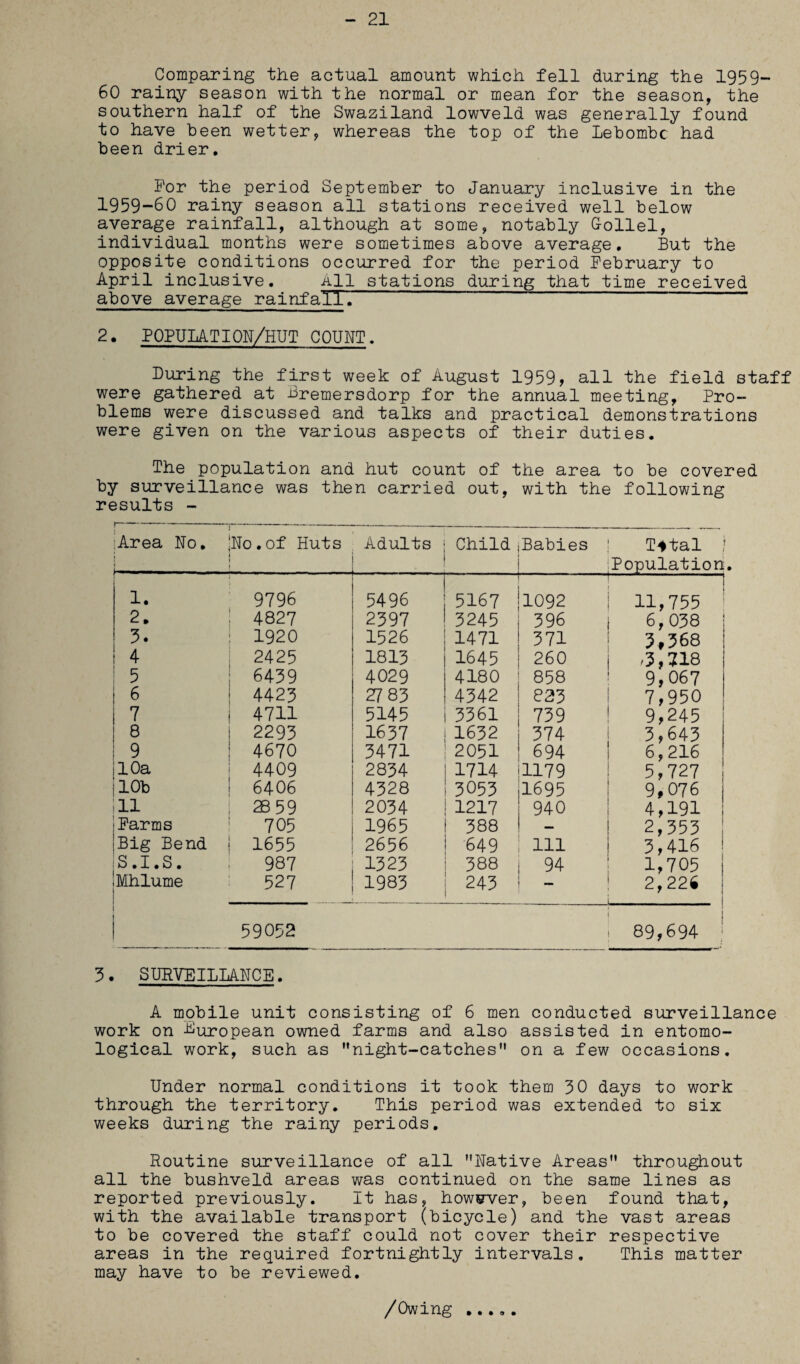 - 21
Comparing the actual amount which fell during the 1959-
60 rainy season with the normal or mean for the season, the
southern half of the Swaziland lowveld was generally found
to have been wetter, whereas the top of the Lebombc had
been drier.
For the period September to January inclusive in the
1959-60 rainy season all stations received well below
average rainfall, although at some, notably Gollel,
individual months were sometimes above average. But the
opposite conditions occurred for the period February to
April inclusive. All stations during that time received
above average rainfall.
2. POPULATION/HUT COUNT.
During the first week of August 1959, all the field staff
were gathered at Bremersdorp for the annual meeting, Pro-
blems were discussed and talks and practical demonstrations
were given on the various aspects of their duties.
The population and hut count of the area to be covered
by surveillance was then carried out, with the following
results -
Area No. No.of Huts Adults Child Babies Total
Population.
1. 9796 5496 5167 1092 11,755
2. 4827 2397 3245 396 6,038
3. 1920 1526 1471 371 3,368
4 2425 1813 1645 260 3,718
5 6439 4029 4180 858 9,067
6 4423 2783 4342 823 7,950
7 4711 5145 3361 739 9,245
8 2293 1637 1632 374 3,643
9 4670 3471 2051 694 6,216
10a 4409 2834 1714 1179 5,727
10b 6406 4328 3053 1695 9,076
11 2859 2034 1217 940 4,191
Farms 705 1965 388 - 2,353
Big Bend 1655 2656 649 111 3,416
S.I.S. 987 1323 388 94 1,705
Mhlume 527 1983 243 - 2,226
59052 89,694
3. SURVEILLANCE.
A mobile unit consisting of 6 men conducted surveillance
work on European owned farms and also assisted in entomo-
logical work, such as "night-catches" on a few occasions.
Under normal conditions it took them 30 days to work
through the territory. This period was extended to six
weeks during the rainy periods.
Routine surveillance of all "Native Areas" throughout
all the bushveld areas was continued on the same lines as
reported previously. It has, howerver, been found that,
with the available transport (bicycle) and the vast areas
to be covered the staff could not cover their respective
areas in the required fortnightly intervals. This matter
may have to be reviewed.
/Owing .....